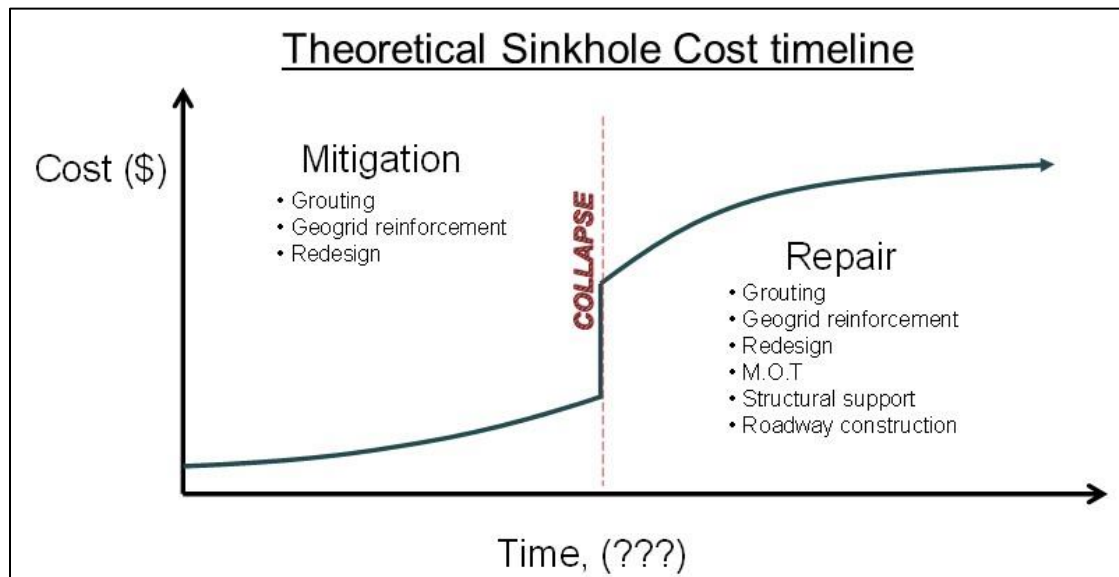 Theoretical Sinkhole Cost timeline
Cost ($)
Mitigation
• Grouting
• Geogrid reinforcement
• Redesign
COLLAPSE
Repair
• Grouting
• Geogrid reinforcement
• Redesign
• M.O.T
• Structural support
• Roadway construction
Time, (???)